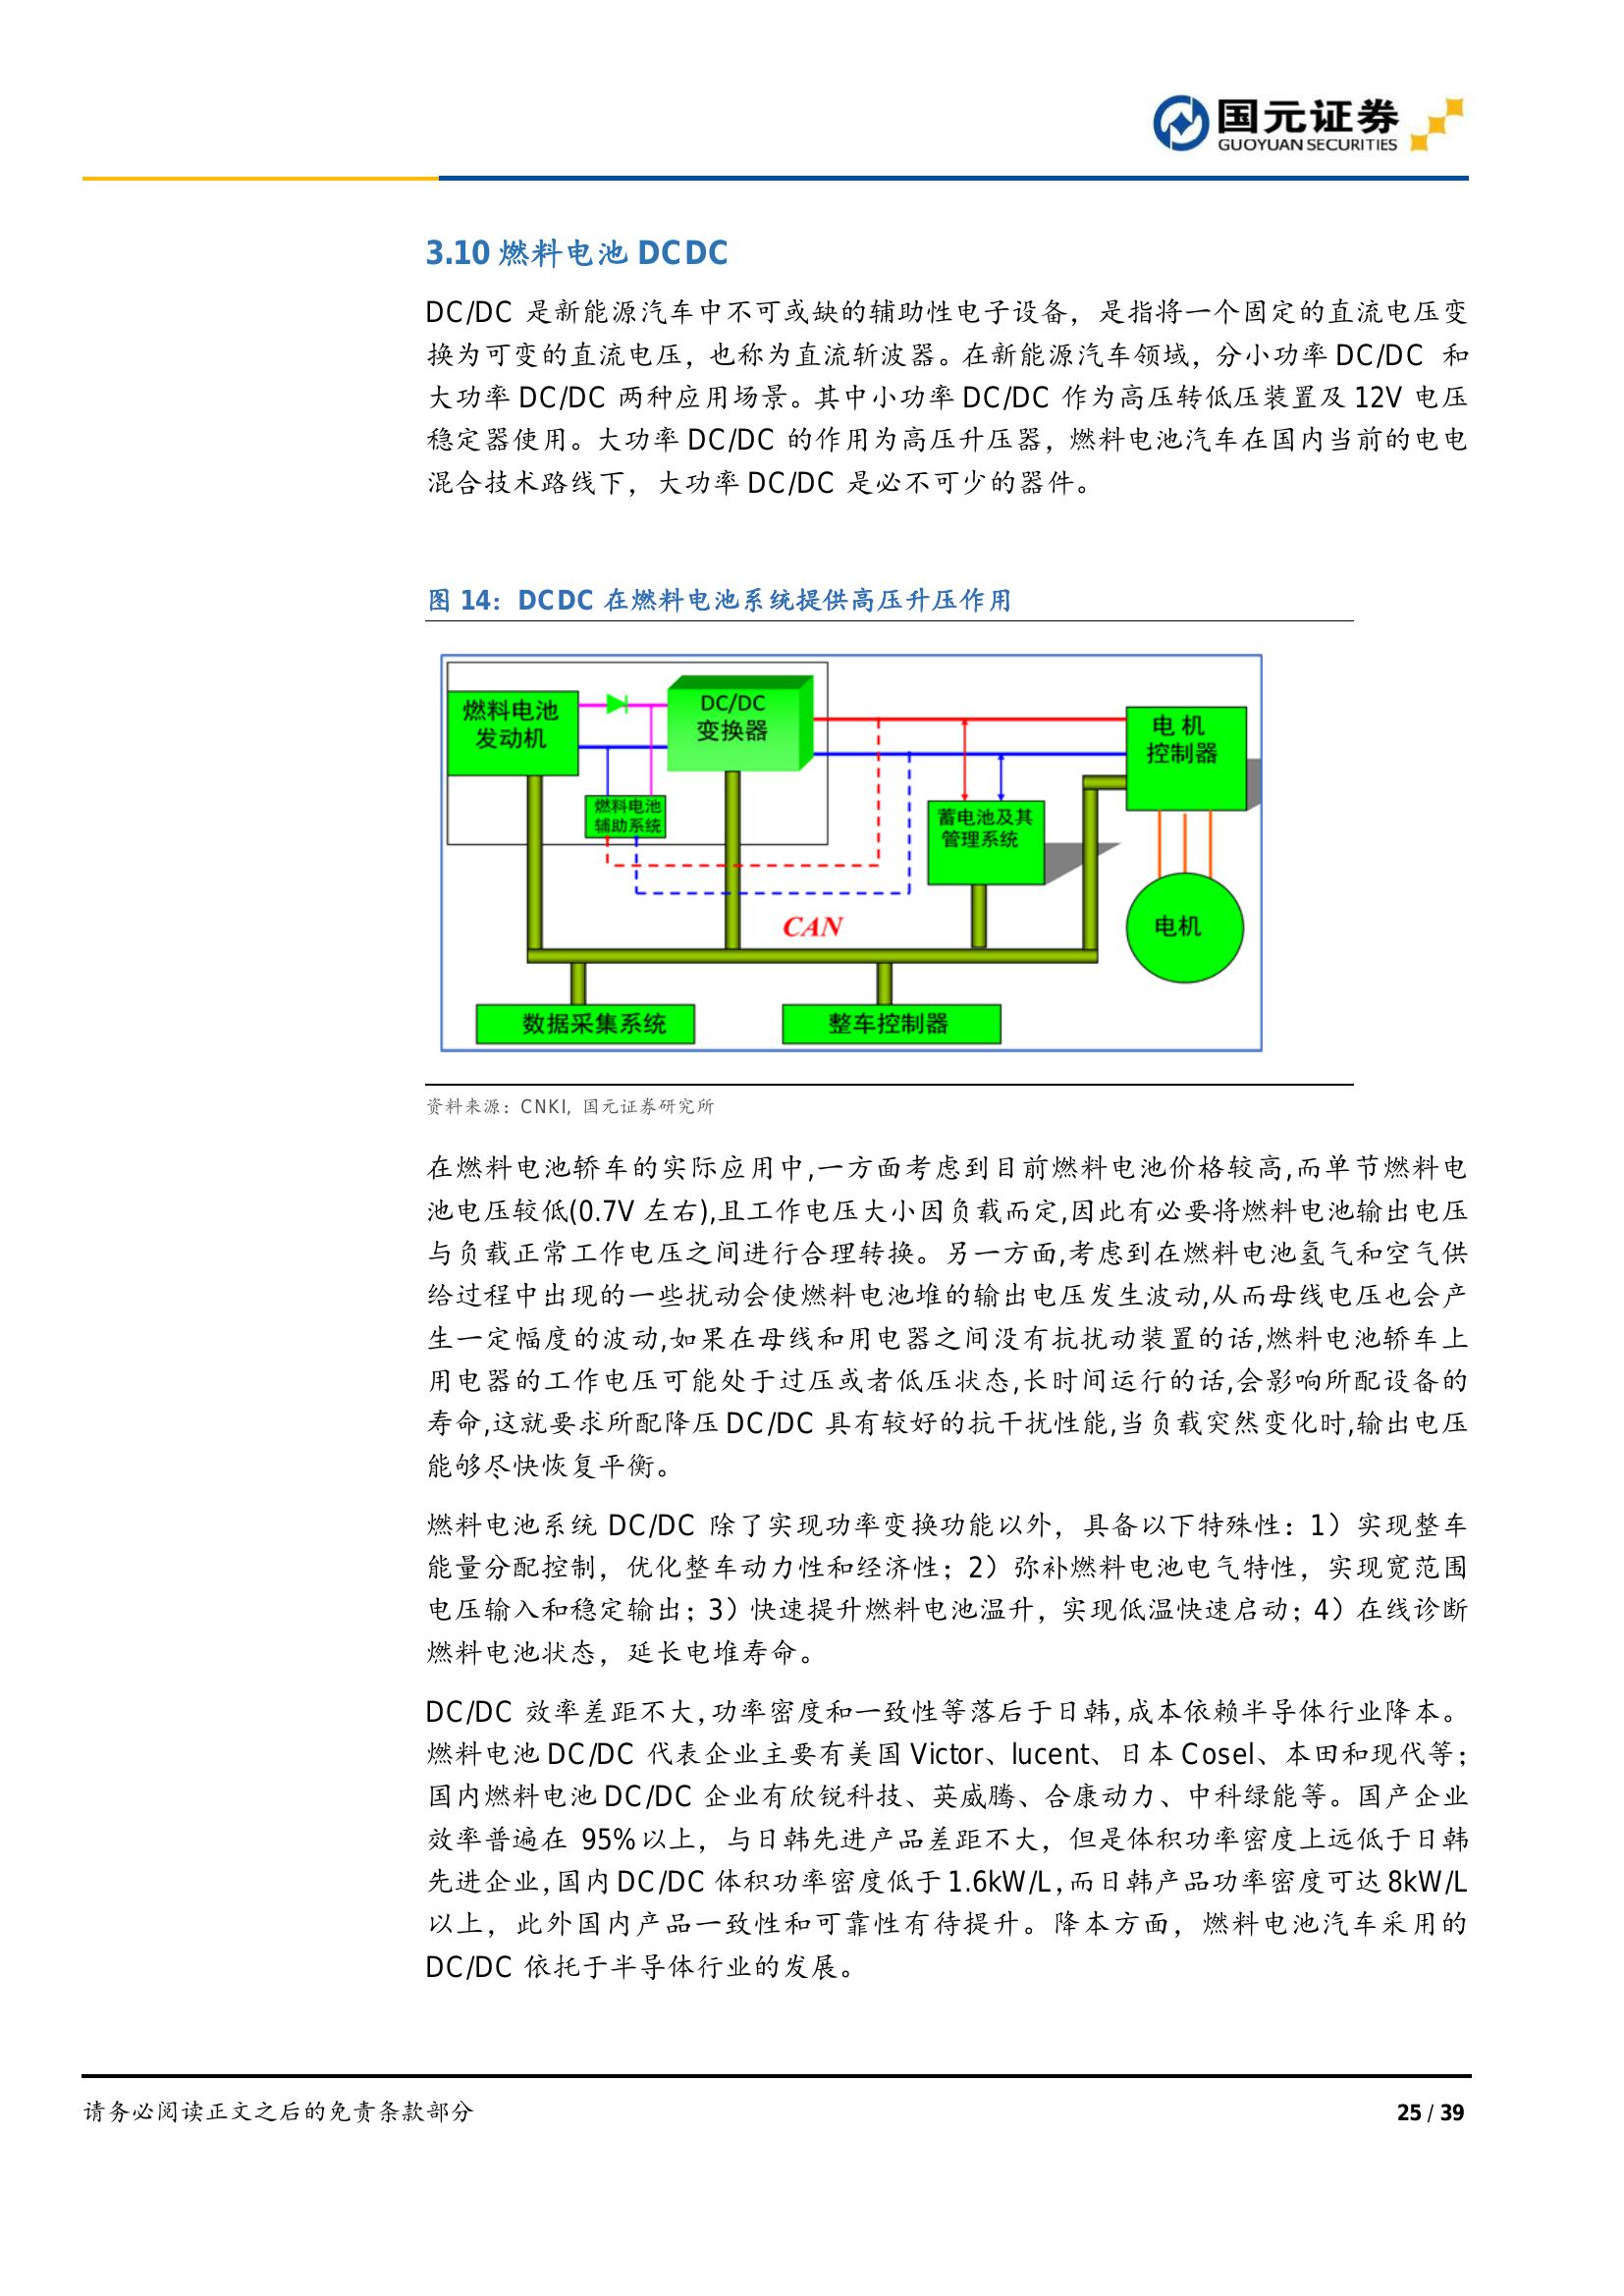 国元证券
GUOYUAN SECURITIES
3.10 燃料电池 DCDC
DC/DC 是新能源汽车中不可或缺的辅助性电子设备，是指将一个固定的直流电压变
换为可变的直流电压，也称为直流斩波器。在新能源汽车领域，分小功率 DC/DC 和
大功率 DC/DC 两种应用场景。其中小功率 DC/DC 作为高压转低压装置及 12V 电压
稳定器使用。大功率 DC/DC 的作用为高压升压器，燃料电池汽车在国内当前的电电
混合技术路线下，大功率 DC/DC 是必不可少的器件。
图 14：DCDC 在燃料电池系统提供高压升压作用
燃料电池
发动机
DC/DC
变换器
电 机
控制器
燃料电池
辅助系统
蓄电池及其
管理系统
CAN
电机
数据采集系统
整车控制器
资料来源：CNKI，国元证券研究所
在燃料电池轿车的实际应用中,一方面考虑到目前燃料电池价格较高,而单节燃料电
池电压较低(0.7V 左右),且工作电压大小因负载而定,因此有必要将燃料电池输出电压
与负载正常工作电压之间进行合理转换。另一方面,考虑到在燃料电池氢气和空气供
给过程中出现的一些扰动会使燃料电池堆的输出电压发生波动,从而母线电压也会产
生一定幅度的波动,如果在母线和用电器之间没有抗扰动装置的话,燃料电池轿车上
用电器的工作电压可能处于过压或者低压状态,长时间运行的话,会影响所配设备的
寿命,这就要求所配降压 DC/DC 具有较好的抗干扰性能,当负载突然变化时,输出电压
能够尽快恢复平衡。
燃料电池系统 DC/DC 除了实现功率变换功能以外，具备以下特殊性：1）实现整车
能量分配控制，优化整车动力性和经济性；2）弥补燃料电池电气特性，实现宽范围
电压输入和稳定输出；3）快速提升燃料电池温升，实现低温快速启动；4）在线诊断
燃料电池状态，延长电堆寿命。
DC/DC 效率差距不大,功率密度和一致性等落后于日韩,成本依赖半导体行业降本。
燃料电池 DC/DC 代表企业主要有美国 Victor、lucent、日本 Cosel、本田和现代等；
国内燃料电池 DC/DC 企业有欣锐科技、英威腾、合康动力、中科绿能等。国产企业
效率普遍在 95%以上，与日韩先进产品差距不大，但是体积功率密度上远低于日韩
先进企业,国内 DC/DC 体积功率密度低于 1.6kW/L,而日韩产品功率密度可达 8kW/L
以上，此外国内产品一致性和可靠性有待提升。降本方面，燃料电池汽车采用的
DC/DC 依托于半导体行业的发展。
请务必阅读正文之后的免责条款部分
25 / 39